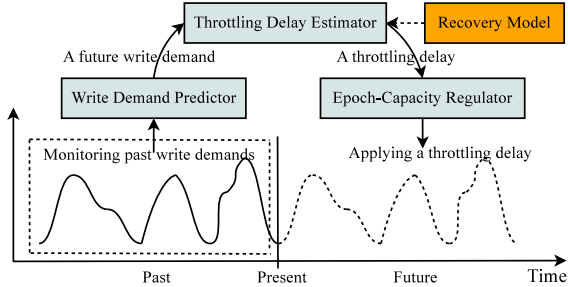 Throttling Delay Estimator
Recovery Model
A future write demand
A throttling delay
Write Demand Predictor
Epoch-Capacity Regulator
Monitoring past write demands
Applying a throttling delay
Past
Present
Future
Time